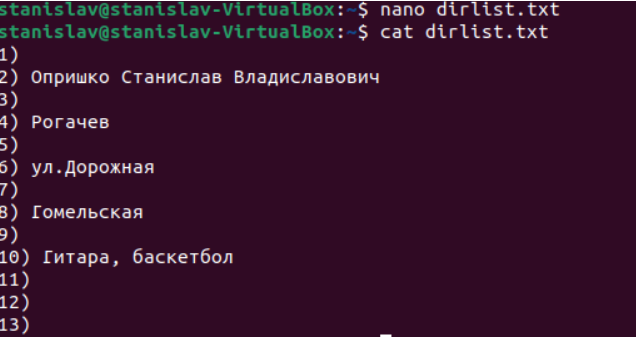 stanislav@stanislav-VirtualBox:~$ nano dirlist.txt
stanislav@stanislav-VirtualBox:~$ cat dirlist.txt
1)
2) Опришко Станислав Владиславович
3)
4) Рогачев
5)
6) ул.Дорожная
7)
8) Гомельская
9)
10) Гитара, баскетбол
11)
12)
13)